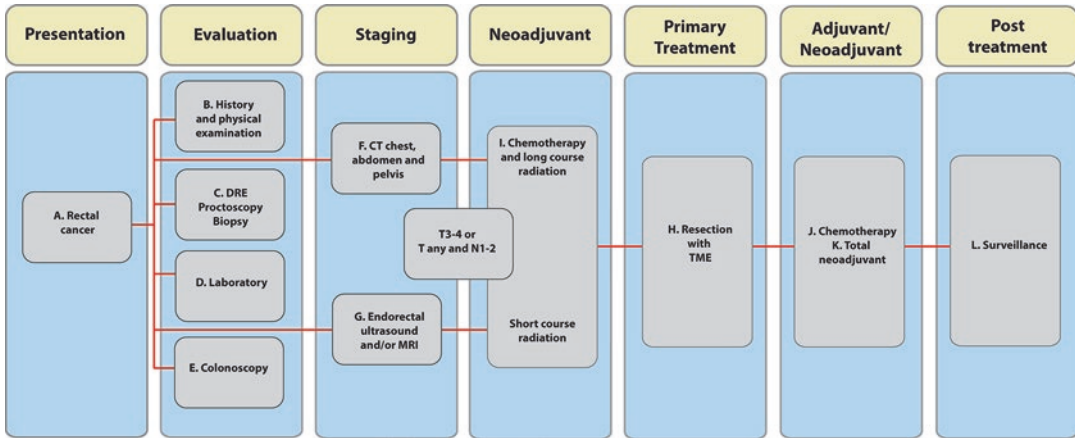 Presentation
Evaluation
Staging
Neoadjuvant
Primary
Treatment
Adjuvant/
Neoadjuvant
Post
treatment
A. Rectal
cancer
B. History
and physical
examination
C. DRE
Proctoscopy
Biopsy
D. Laboratory
E. Colonoscopy
F. CT chest,
abdomen and
pelvis
T3-4 or
T any and N1-2
G. Endorectal
ultrasound
and/or MRI
I. Chemotherapy
and long course
radiation
Short course
radiation
H. Resection
with
TME
J. Chemotherapy
K. Total
neoadjuvant
L. Surveillance